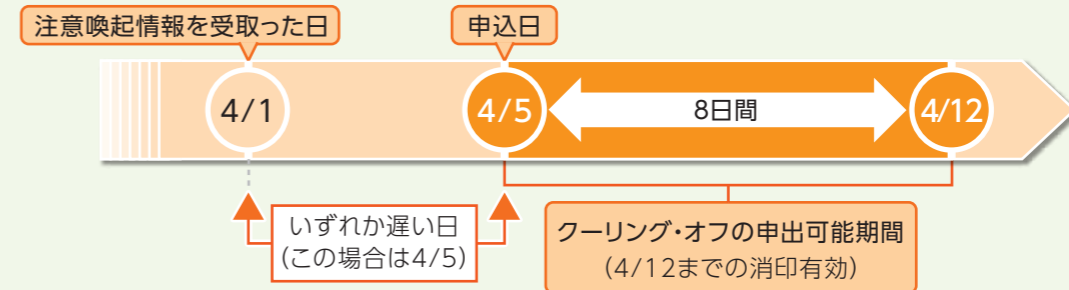 注意喚起情報を受取った日
申込日
4/1
4/5
8日間
4/12
いずれか遅い日
(この場合は4/5)
クーリング・オフの申出可能期間
(4/12までの消印有効)